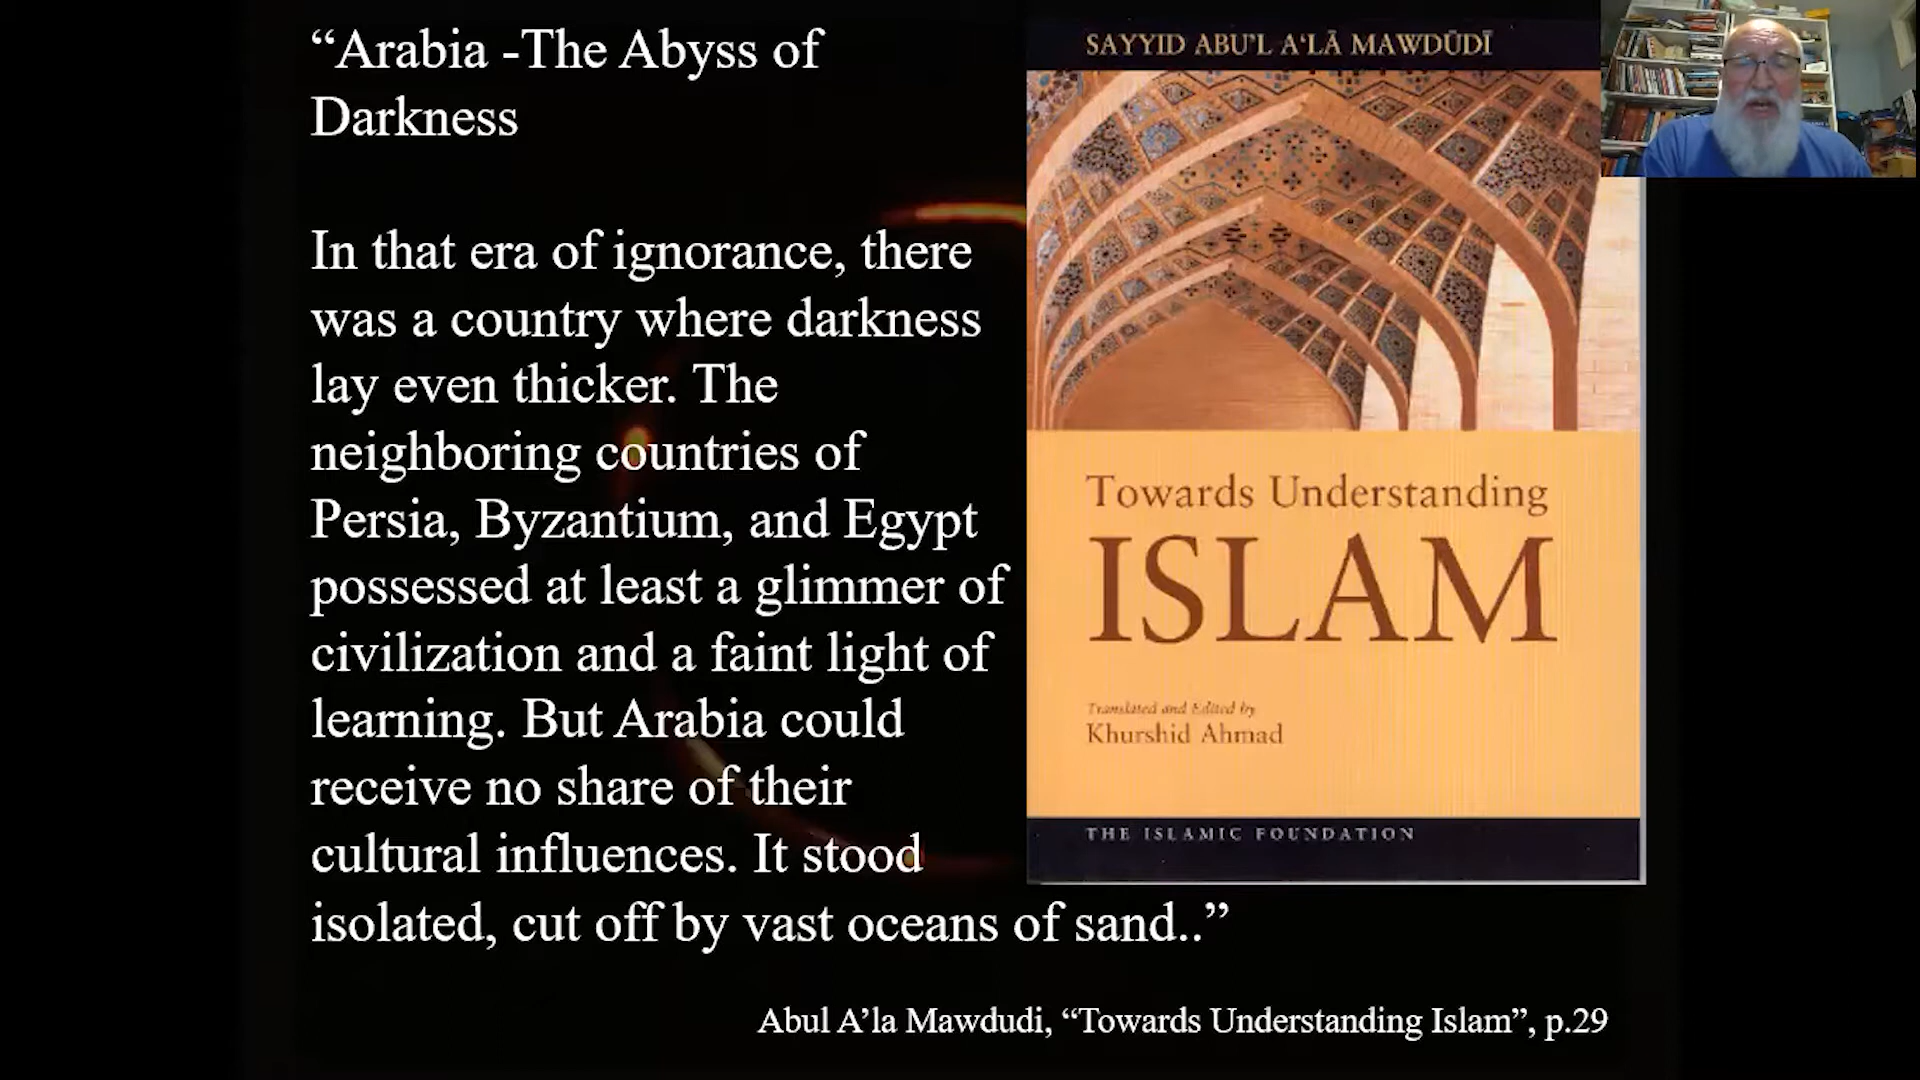 “Arabia -The Abyss of
Darkness
In that era of ignorance, there
was a country where darkness
lay even thicker. The
neighboring countries of
Persia, Byzantium, and Egypt
possessed at least a glimmer of
civilization and a faint light of
learning. But Arabia could
receive no share of their
cultural influences. It stood
isolated, cut off by vast oceans of sand..”
Abul A’la Mawdudi, “Towards Understanding Islam”, p.29
SAYYID ABU’L A‘LĀ MAWDŪDĪ
Towards Understanding
ISLAM
Translated and Edited by
Khurshid Ahmad
THE ISLAMIC FOUNDATION